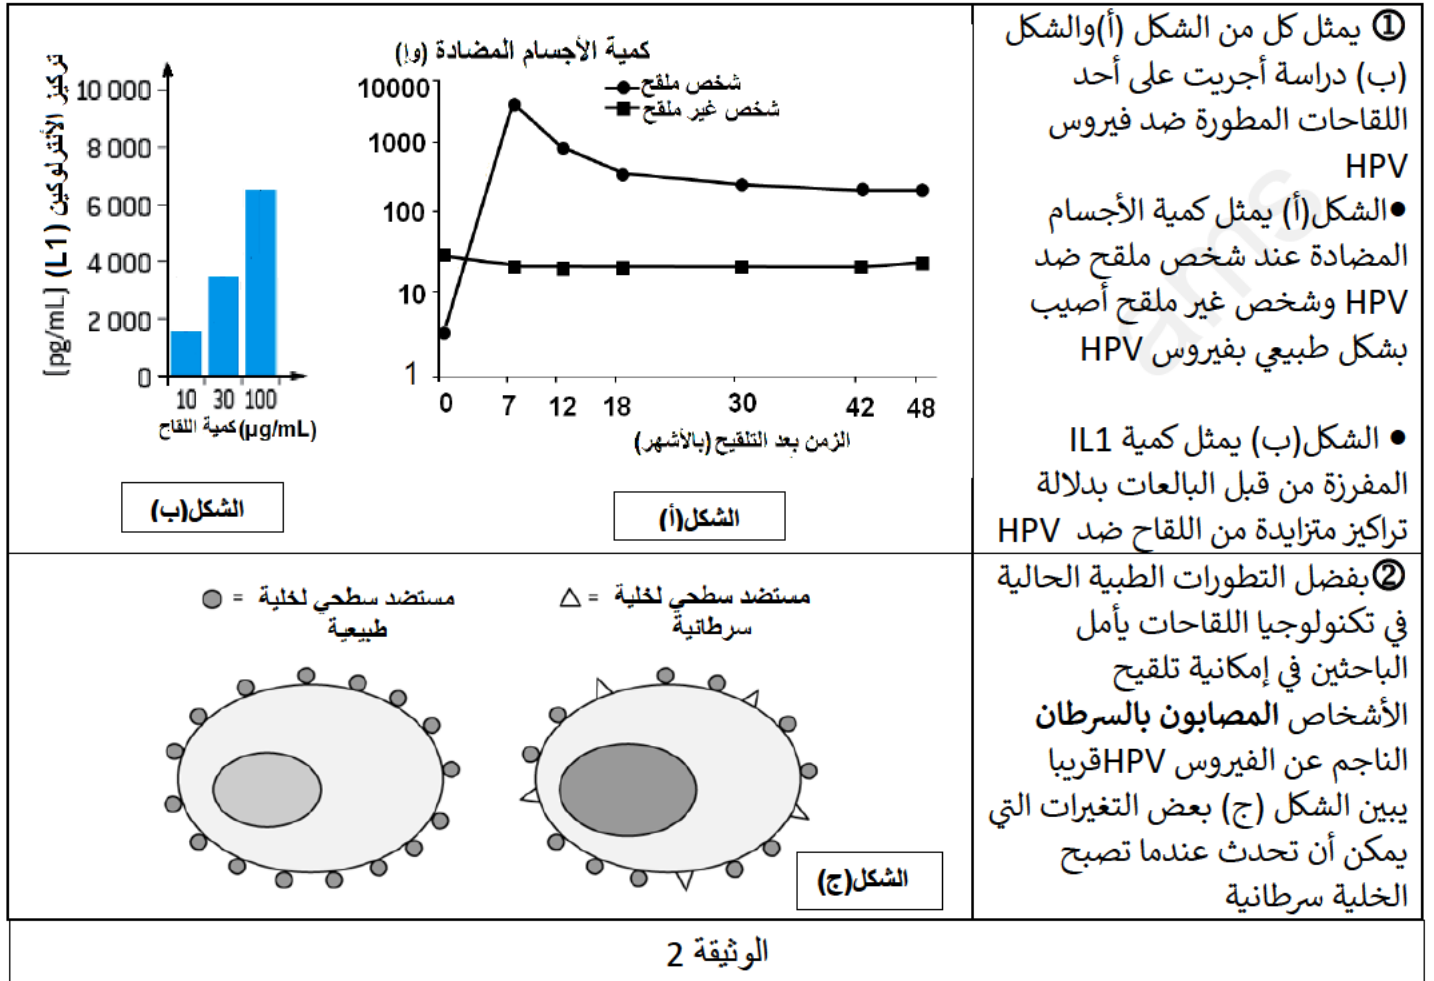 ❶ يمثل كل من الشكل (أ)والشكل
(ب) دراسة أجريت على أحد
اللقاحات المطورة ضد فيروس
HPV
●الشكل(أ) يمثل كمية الأجسام
المضادة عند شخص ملقح ضد
HPV وشخص غير ملقح أصيب
بشكل طبيعي بفيروس HPV
● الشكل(ب) يمثل كمية IL1
المفرزة من قبل البالعات بدلالة
تراكيز متزايدة من اللقاح ضد HPV
كمية الأجسام المضادة (وإ)
شخص ملقح
شخص غير ملقح
10000
1000
100
10
1
0 7 12 18 30 42 48
الزمن بعد التلقيح(بالأشهر)
الشكل(أ)
تركيز الأنترلوكين (L1) (pg/mL)
10 000
8 000
6 000
4 000
2 000
0
10 30 100
كمية اللقاح(µg/mL)
الشكل(ب)
❷بفضل التطورات الطبية الحالية
في تكنولوجيا اللقاحات يأمل
الباحثين في إمكانية تلقيح
الأشخاص المصابون بالسرطان
الناجم عن الفيروس HPVقريبا
يبين الشكل (ج) بعض التغيرات التي
يمكن أن تحدث عندما تصبح
الخلية سرطانية
مستضد سطحي لخلية =
سرطانية
مستضد سطحي لخلية =
طبيعية
الشكل(ج)
ams
الوثيقة 2